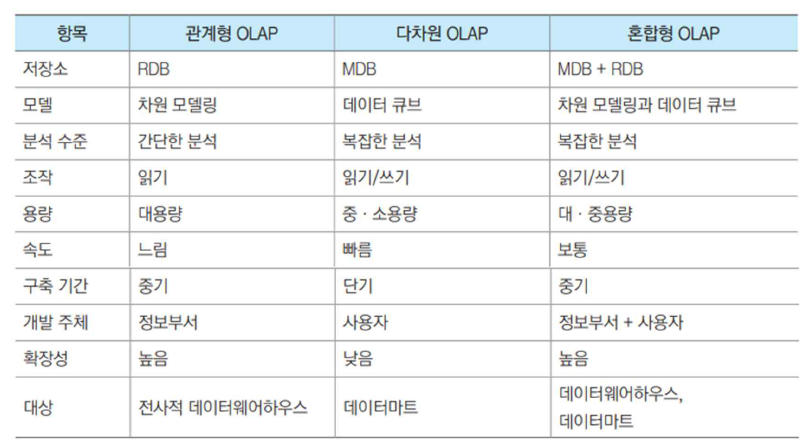 항목 관계형 OLAP 다차원 OLAP 혼합형 OLAP
저장소 RDB MDB MDB + RDB
모델 차원 모델링 데이터 큐브 차원 모델링과 데이터 큐브
분석 수준 간단한 분석 복잡한 분석 복잡한 분석
조작 읽기 읽기/쓰기 읽기/쓰기
용량 대용량 중 · 소용량 대 · 중용량
속도 느림 빠름 보통
구축 기간 중기 단기 중기
개발 주체 정보부서 사용자 정보부서 + 사용자
확장성 높음 낮음 높음
대상 전사적 데이터웨어하우스 데이터마트 데이터웨어하우스,
데이터마트